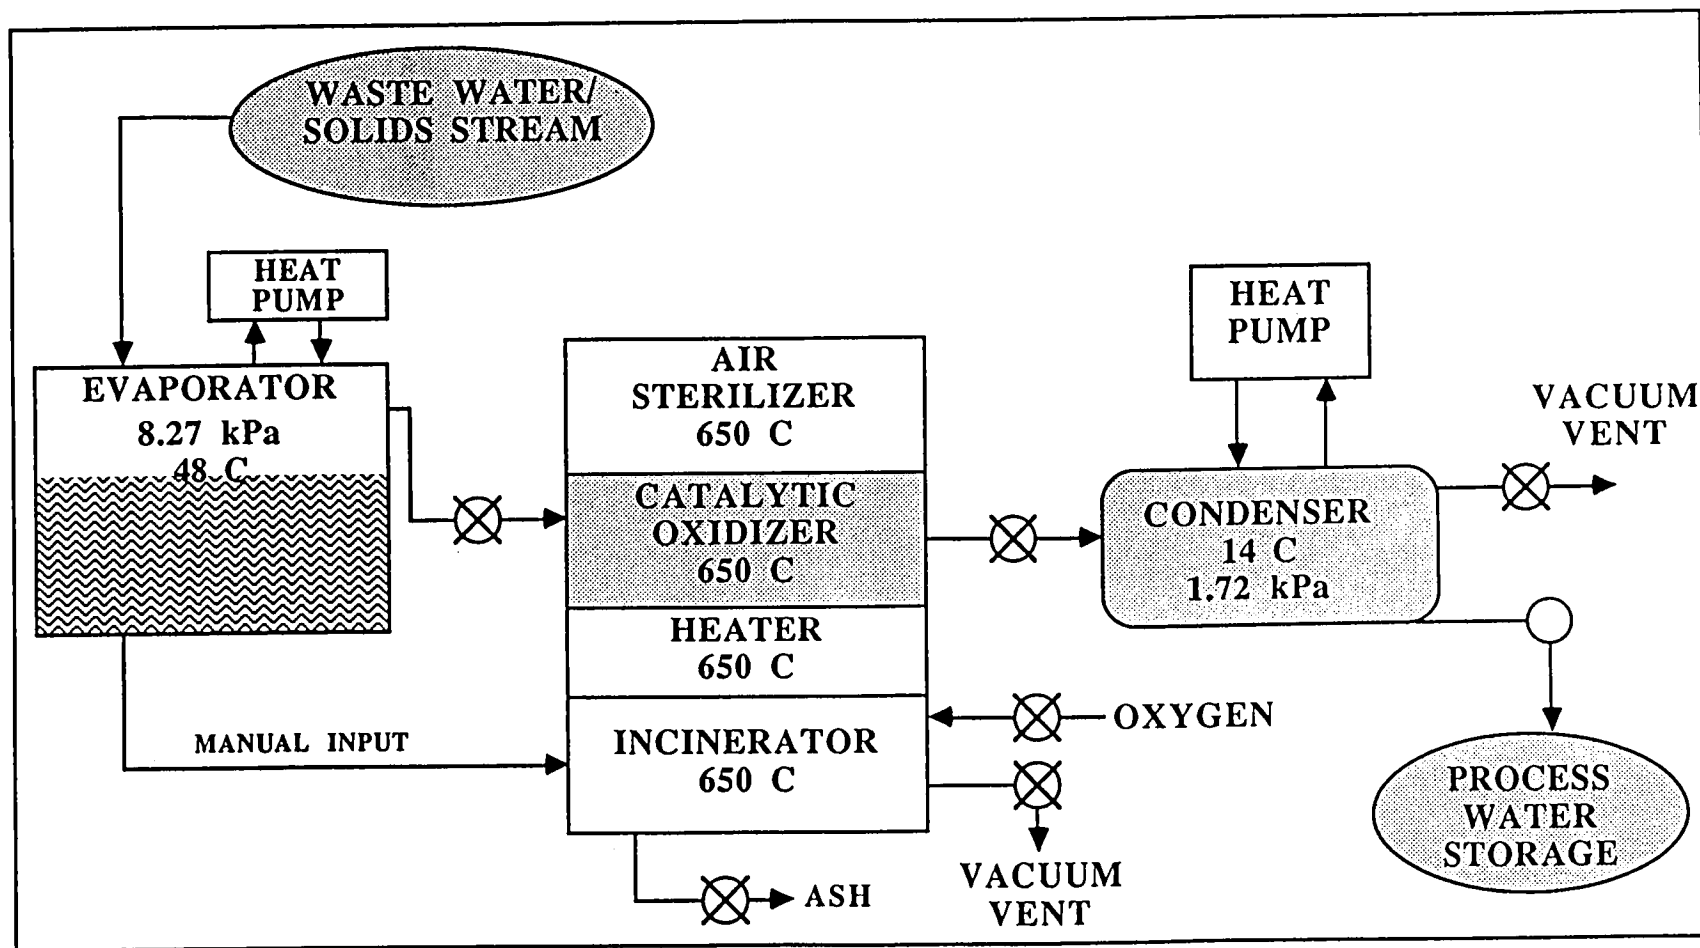 WASTE WATER/
SOLIDS STREAM
HEAT
PUMP
EVAPORATOR
8.27 kPa
48 C
AIR
STERILIZER
650 C
CATALYTIC
OXIDIZER
650 C
HEATER
650 C
INCINERATOR
650 C
MANUAL INPUT
ASH
OXYGEN
VACUUM
VENT
HEAT
PUMP
CONDENSER
14 C
1.72 kPa
VACUUM
VENT
PROCESS
WATER
STORAGE